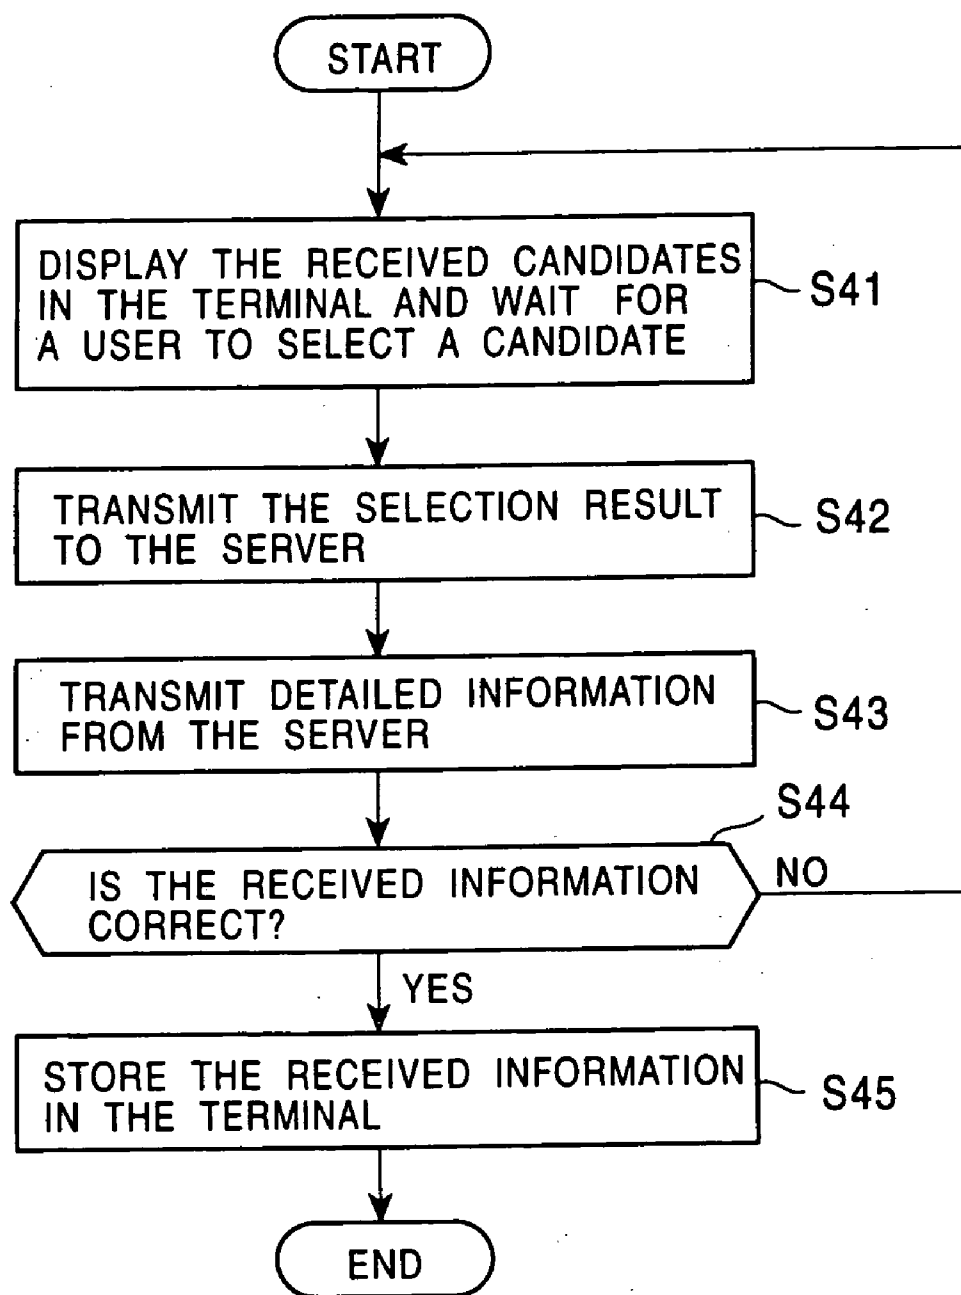 START
DISPLAY THE RECEIVED CANDIDATES
IN THE TERMINAL AND WAIT FOR
A USER TO SELECT A CANDIDATE
S41
TRANSMIT THE SELECTION RESULT
TO THE SERVER
S42
TRANSMIT DETAILED INFORMATION
FROM THE SERVER
S43
S44
IS THE RECEIVED INFORMATION
CORRECT?
NO
YES
STORE THE RECEIVED INFORMATION
IN THE TERMINAL
S45
END